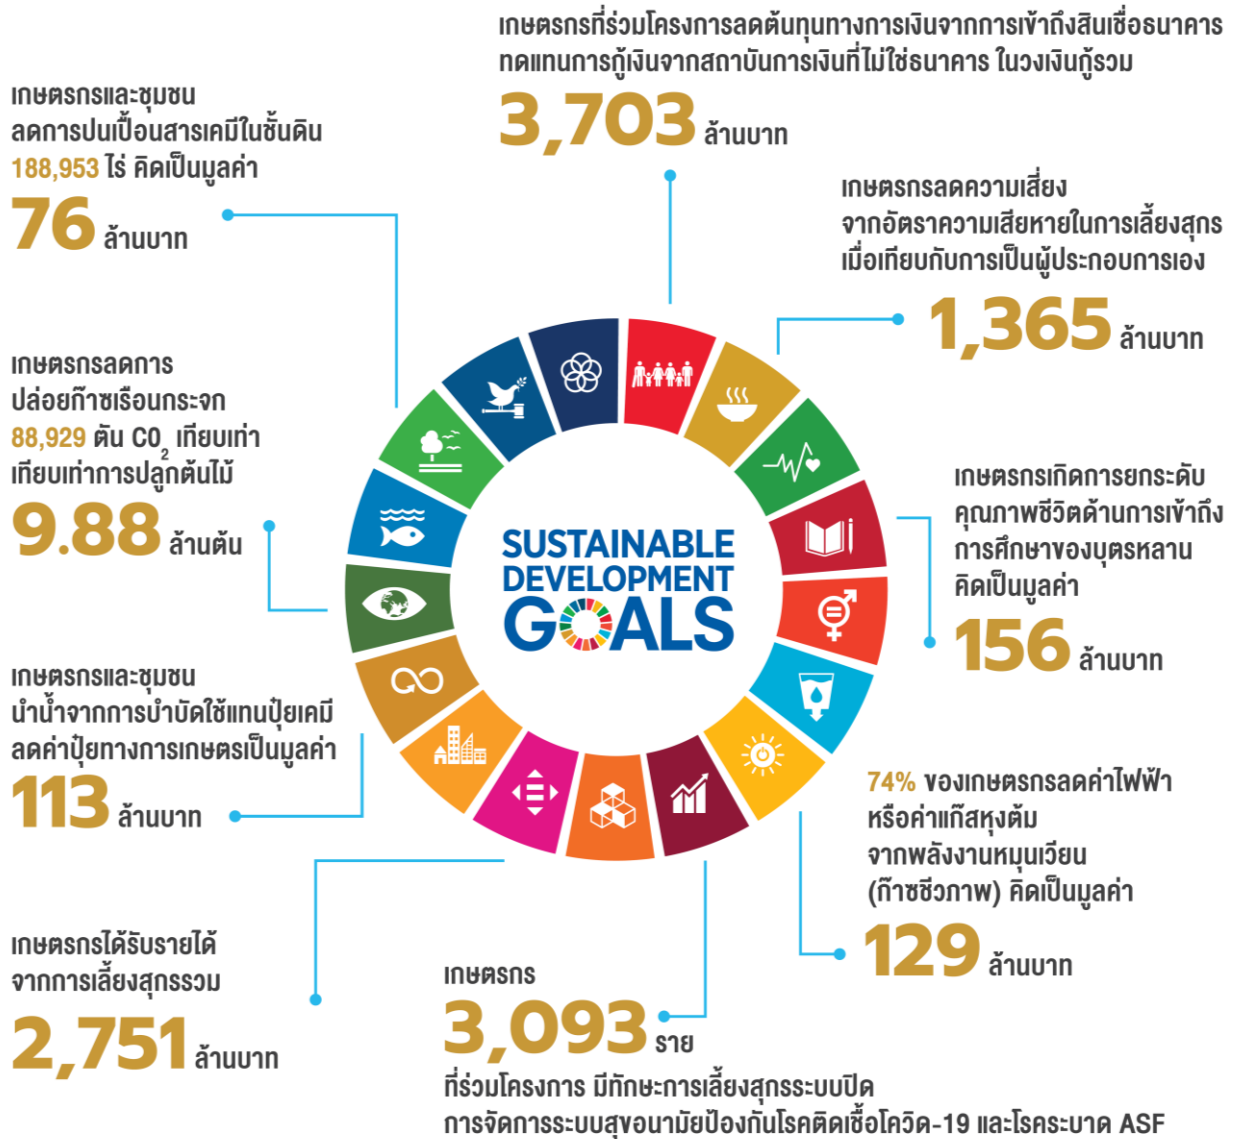 เกษตรกรที่ร่วมโครงการลดต้นทุนทางการเงินจากการเข้าถึงสินเชื่อธนาคาร
ทดแทนการกู้เงินจากสถาบันการเงินที่ไม่ใช่ธนาคาร ในวงเงินกู้รวม
3,703 ล้านบาท
เกษตรกรลดความเสี่ยง
จากอัตราความเสียหายในการเลี้ยงสุกร
เมื่อเทียบกับการเป็นผู้ประกอบการเอง
1,365 ล้านบาท
เกษตรกรเกิดการยกระดับ
คุณภาพชีวิตด้านการเข้าถึง
การศึกษาของบุตรหลาน
คิดเป็นมูลค่า
156 ล้านบาท
74% ของเกษตรกรลดค่าไฟฟ้า
หรือค่าแก๊สหุงต้ม
จากพลังงานหมุนเวียน
(ก๊าซชีวภาพ) คิดเป็นมูลค่า
129 ล้านบาท
เกษตรกร
3,093 ราย
ที่ร่วมโครงการ มีทักษะการเลี้ยงสุกรระบบปิด
การจัดการระบบสุขอนามัยป้องกันโรคติดเชื้อโควิด-19 และโรคระบาด ASF
เกษตรกรได้รับรายได้
จากการเลี้ยงสุกรรวม
2,751 ล้านบาท
เกษตรกรและชุมชน
นำน้ำจากการบำบัดใช้แทนปุ๋ยเคมี
ลดค่าปุ๋ยทางการเกษตรเป็นมูลค่า
113 ล้านบาท
เกษตรกรลดการ
ปล่อยก๊าซเรือนกระจก
88,929 ตัน CO₂ เทียบเท่า
เทียบเท่าการปลูกต้นไม้
9.88 ล้านต้น
เกษตรกรและชุมชน
ลดการปนเปื้อนสารเคมีในชั้นดิน
188,953 ไร่ คิดเป็นมูลค่า
76 ล้านบาท
SUSTAINABLE
DEVELOPMENT
GOALS